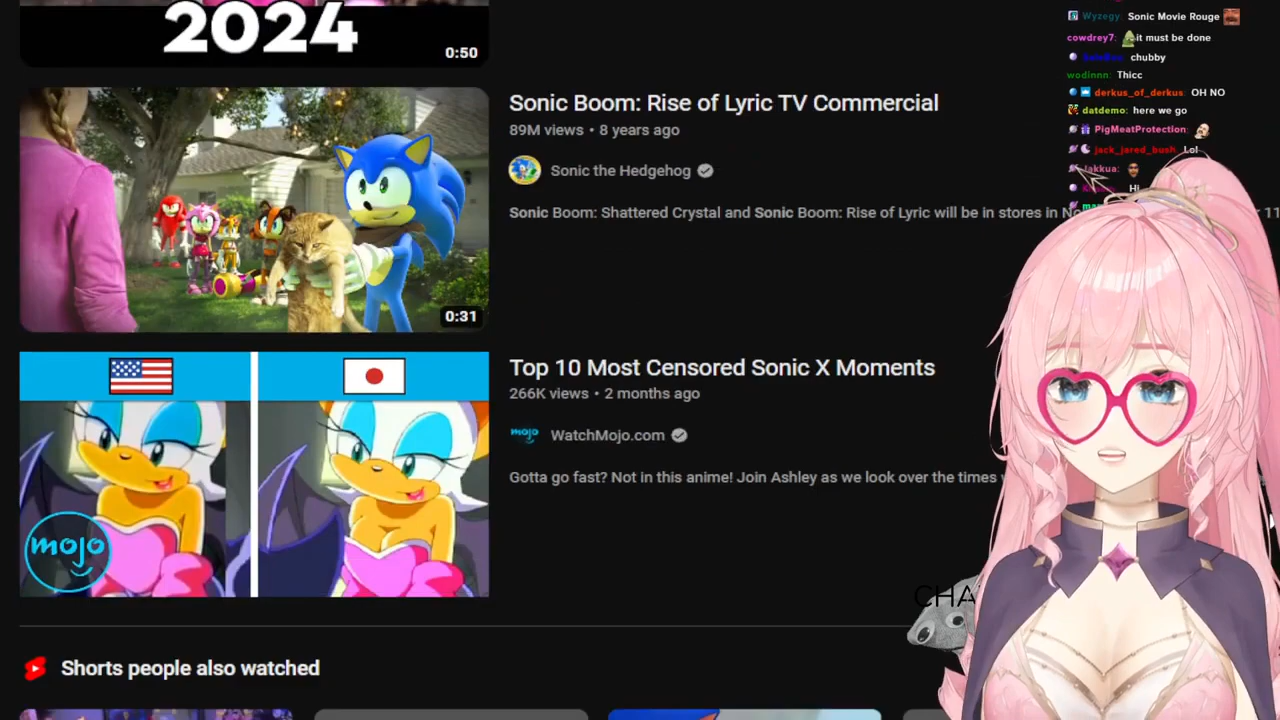 2024
0:50
Sonic Boom: Rise of Lyric TV Commercial
89M views • 8 years ago
Sonic the Hedgehog
Sonic Boom: Shattered Crystal and Sonic Boom: Rise of Lyric will be in stores in
0:31
Top 10 Most Censored Sonic X Moments
266K views • 2 months ago
mojo
WatchMojo.com
Gotta go fast? Not in this anime! Join Ashley as we look over the times
mojo
Shorts people also watched
Wyzegy: Sonic Movie Rouge
cowdrey7: it must be done
chubby
wodinnn: Thicc
derkus_of_derkus: OH NO
datdemo: here we go
PigMeatProtection:
jack_jared_bush: Lol
Hi
CHA